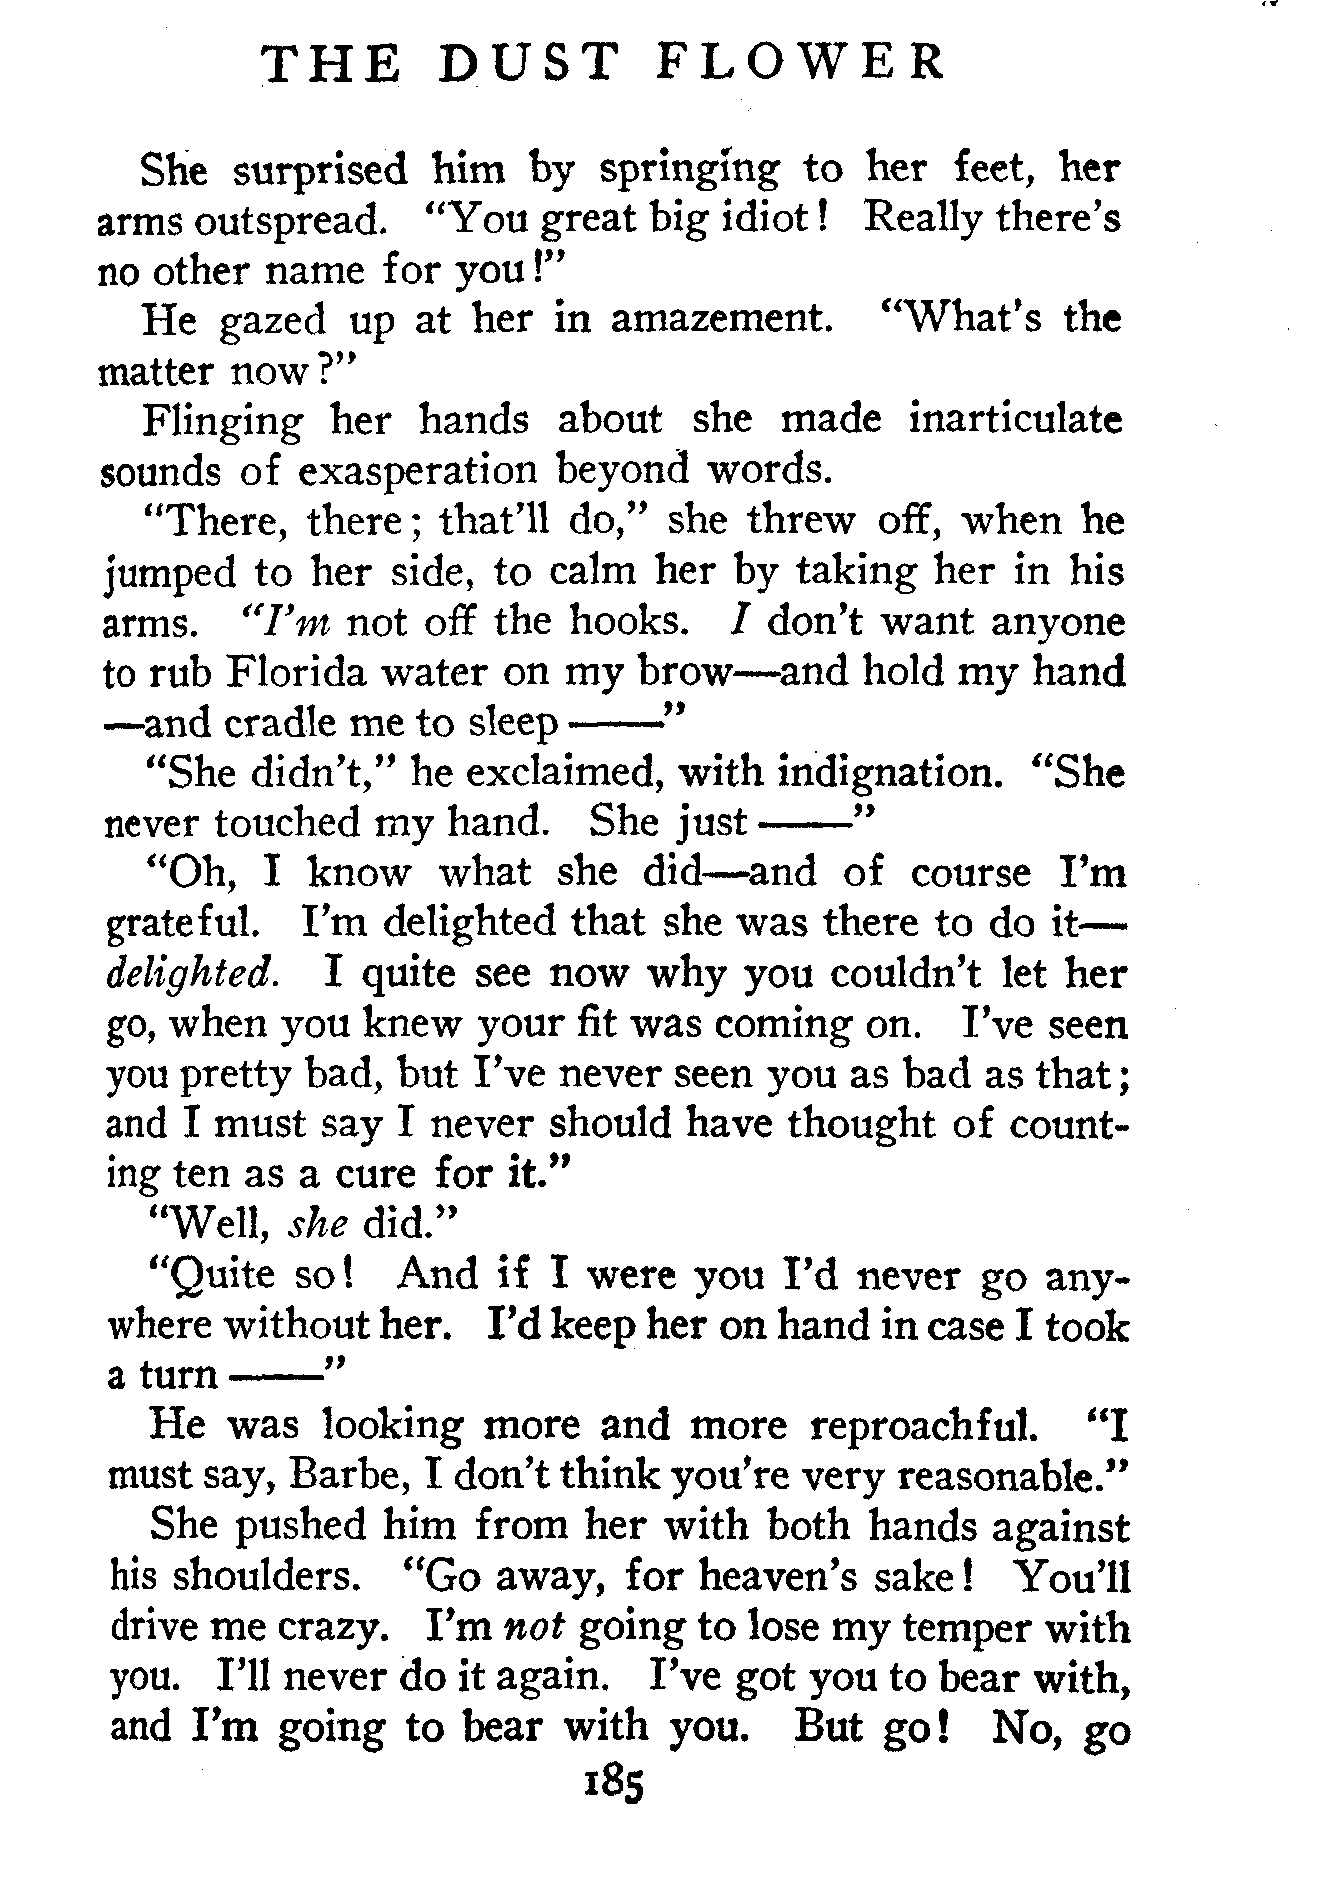 THE DUST FLOWER
She surprised him by springing to her feet, her
arms outspread. "You great big idiot! Really there's
no other name for you!"
He gazed up at her in amazement. "What's the
matter now?"
Flinging her hands about she made inarticulate
sounds of exasperation beyond words.
"There, there; that'll do," she threw off, when he
jumped to her side, to calm her by taking her in his
arms. "I'm not off the hooks. I don't want anyone
to rub Florida water on my brow—and hold my hand
—and cradle me to sleep ——"
"She didn't," he exclaimed, with indignation. "She
never touched my hand. She just ——"
"Oh, I know what she did—and of course I'm
grateful. I'm delighted that she was there to do it—
delighted. I quite see now why you couldn't let her
go, when you knew your fit was coming on. I've seen
you pretty bad, but I've never seen you as bad as that;
and I must say I never should have thought of count-
ing ten as a cure for it."
"Well, she did."
"Quite so! And if I were you I'd never go any-
where without her. I'd keep her on hand in case I took
a turn ——"
He was looking more and more reproachful. "I
must say, Barbe, I don't think you're very reasonable."
She pushed him from her with both hands against
his shoulders. "Go away, for heaven's sake! You'll
drive me crazy. I'm not going to lose my temper with
you. I'll never do it again. I've got you to bear with,
and I'm going to bear with you. But go! No, go
185